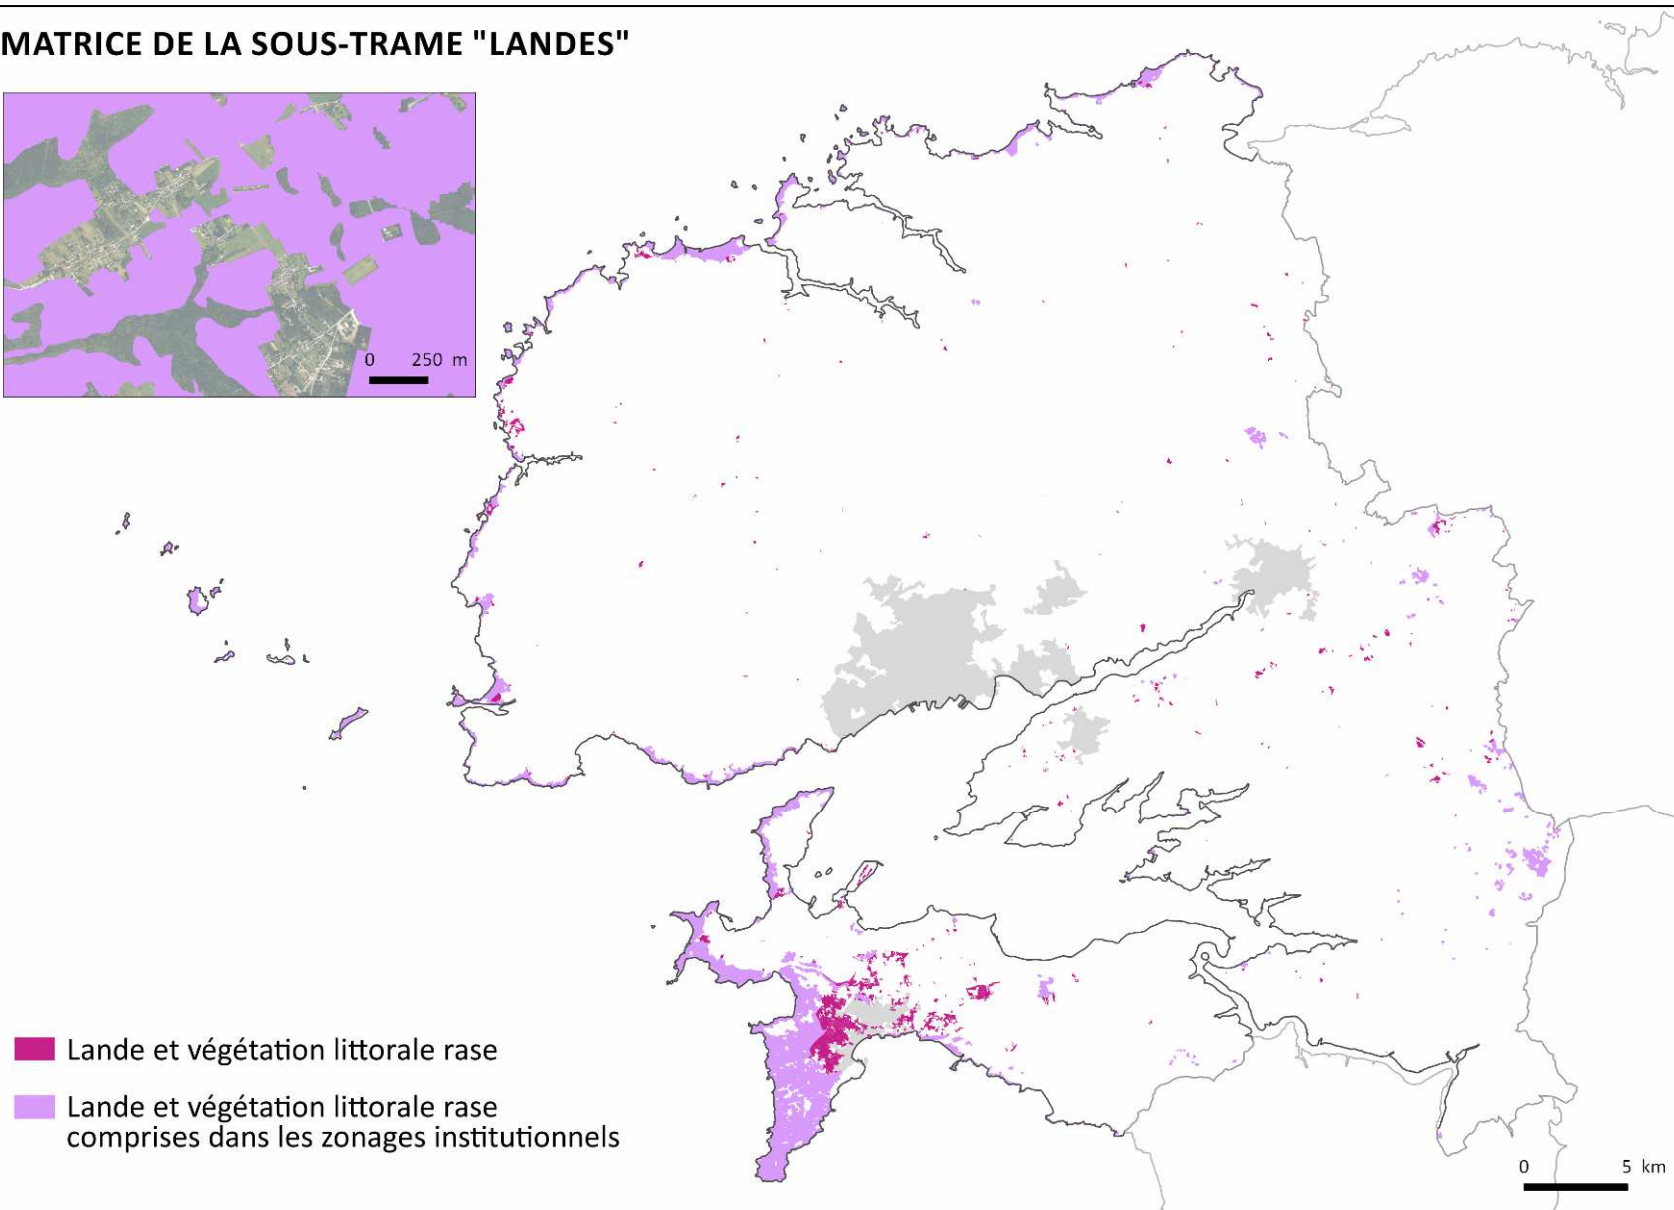 MATRICE DE LA SOUS-TRAME "LANDES"
0 250 m
Lande et végétation littorale rase
Lande et végétation littorale rase
comprises dans les zonages institutionnels
0 5 km